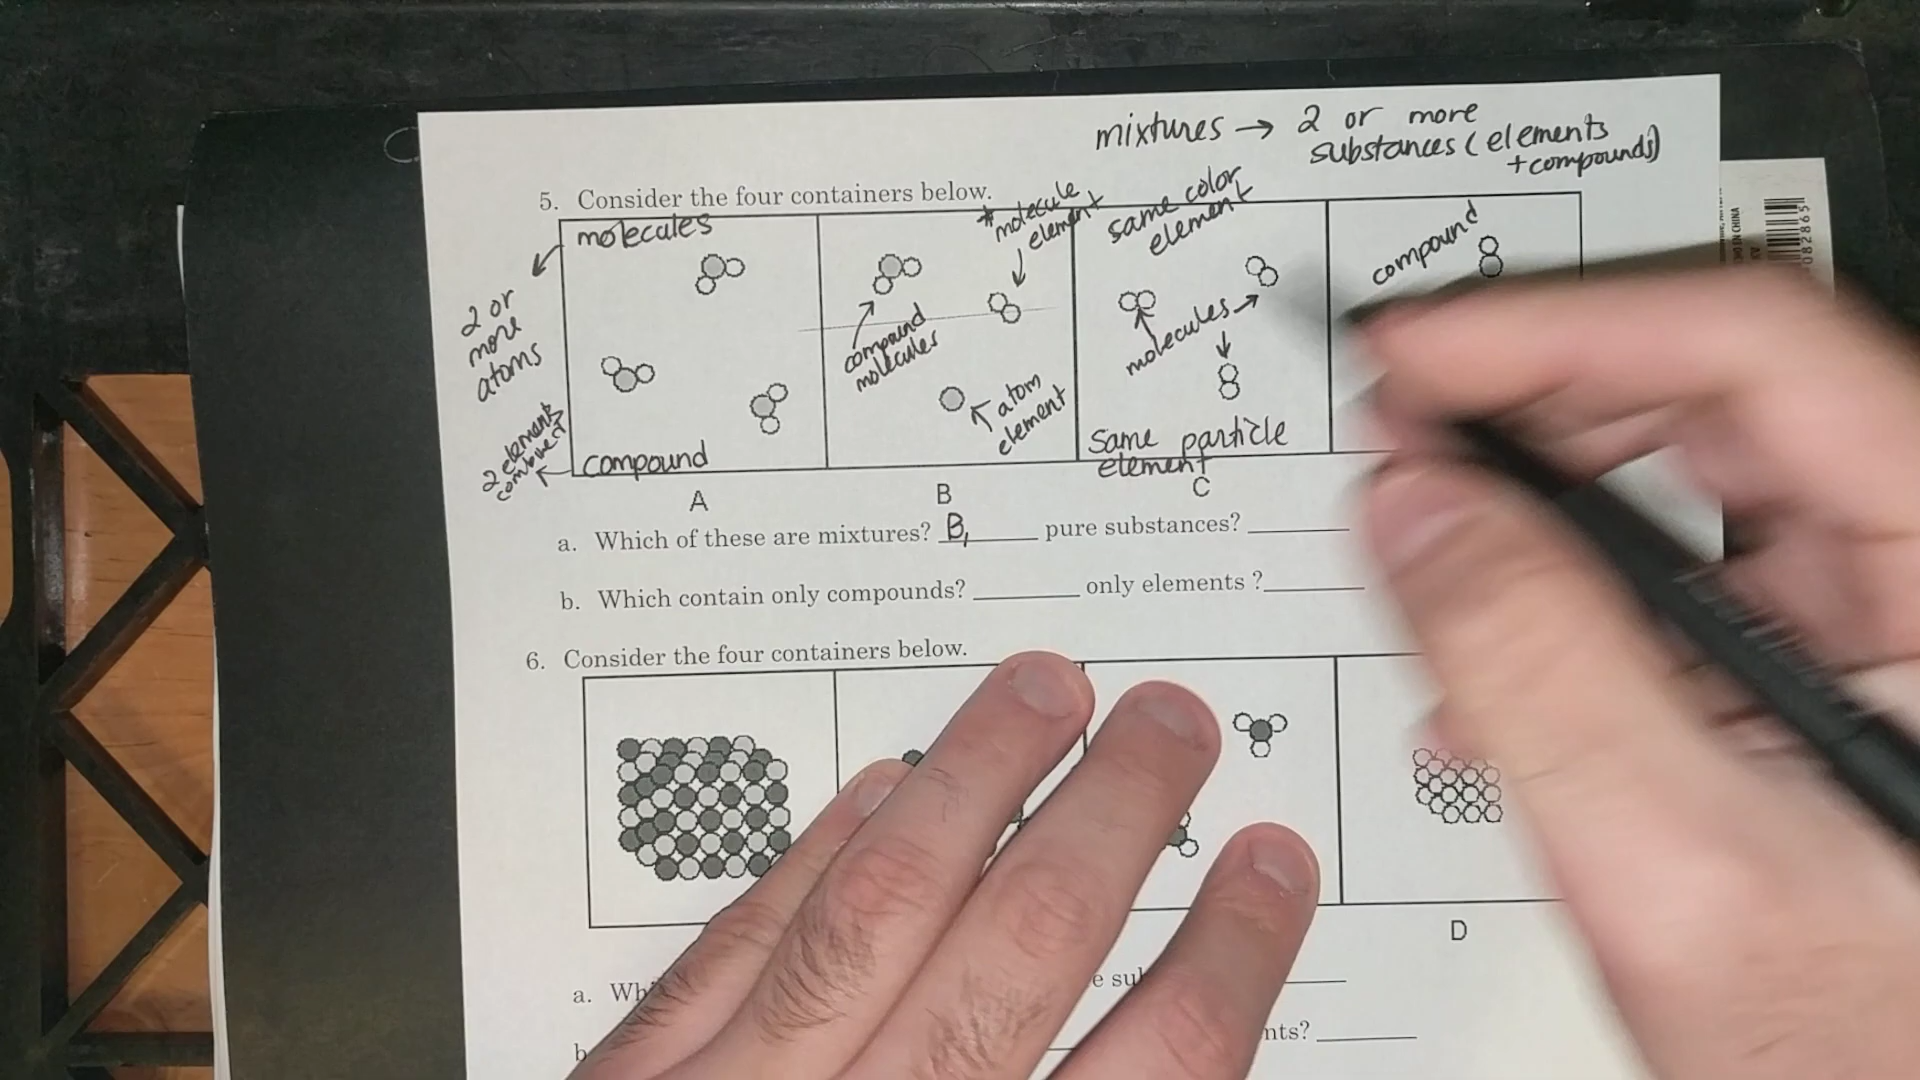 mixtures → 2 or more
substances (elements
+compounds)
5. Consider the four containers below.
molecules
2 or
more
atoms
2 elements
combined
compound
*molecule
element
compound
molecules
atom
element
same color
element
molecules
Same particle
element
compound
A
B
C
a. Which of these are mixtures? B, pure substances?
b. Which contain only compounds? only elements ?
6. Consider the four containers below.
D
a.
b